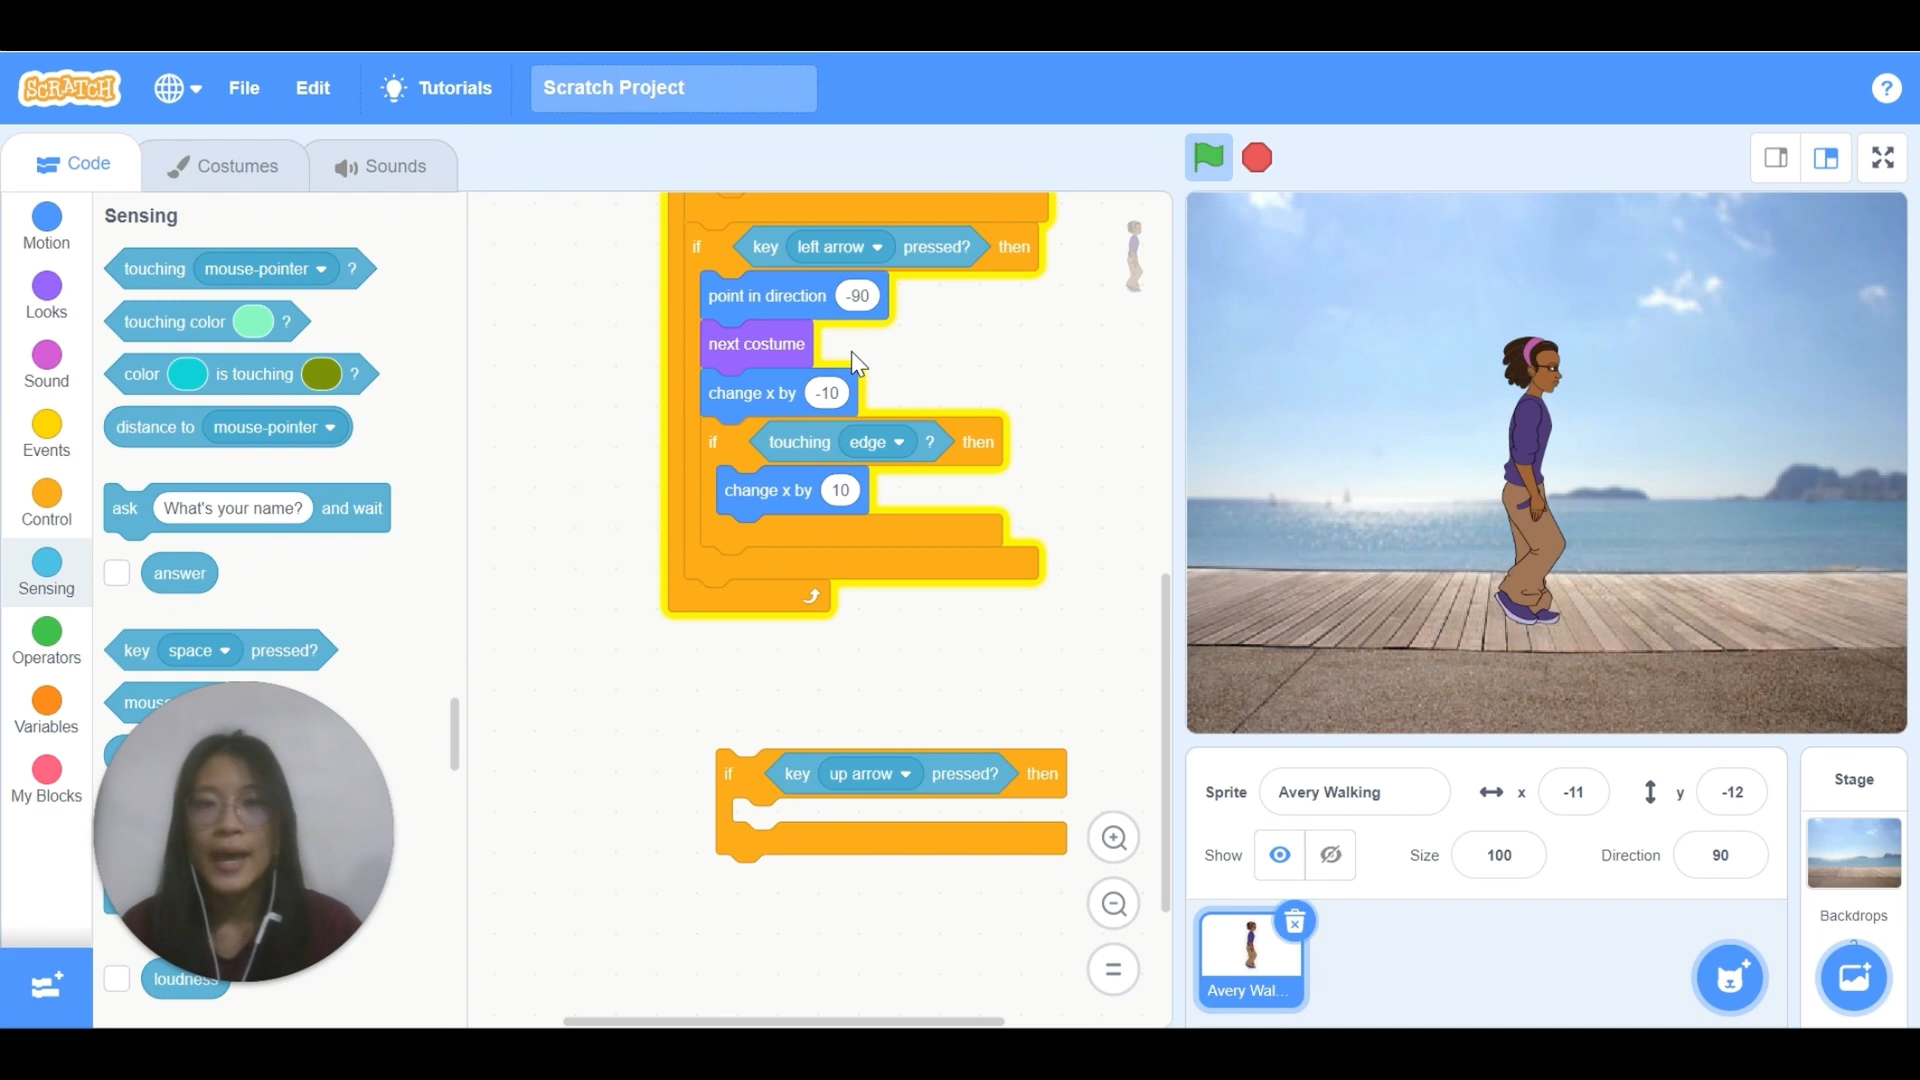 SCRATCH
File
Edit
Tutorials
Scratch Project
?
Code
Costumes
Sounds
Motion
Looks
Sound
Events
Control
Sensing
Operators
Variables
My Blocks
Sensing
touching mouse-pointer ?
touching color ?
color is touching ?
distance to mouse-pointer
ask What's your name? and wait
answer
key space pressed?
mous
loudness
if key left arrow pressed? then
point in direction -90
next costume
change x by -10
if touching edge ? then
change x by 10
if key up arrow pressed? then
Sprite Avery Walking x -11 y -12
Show Size 100 Direction 90
Avery Wal...
Stage
Backdrops